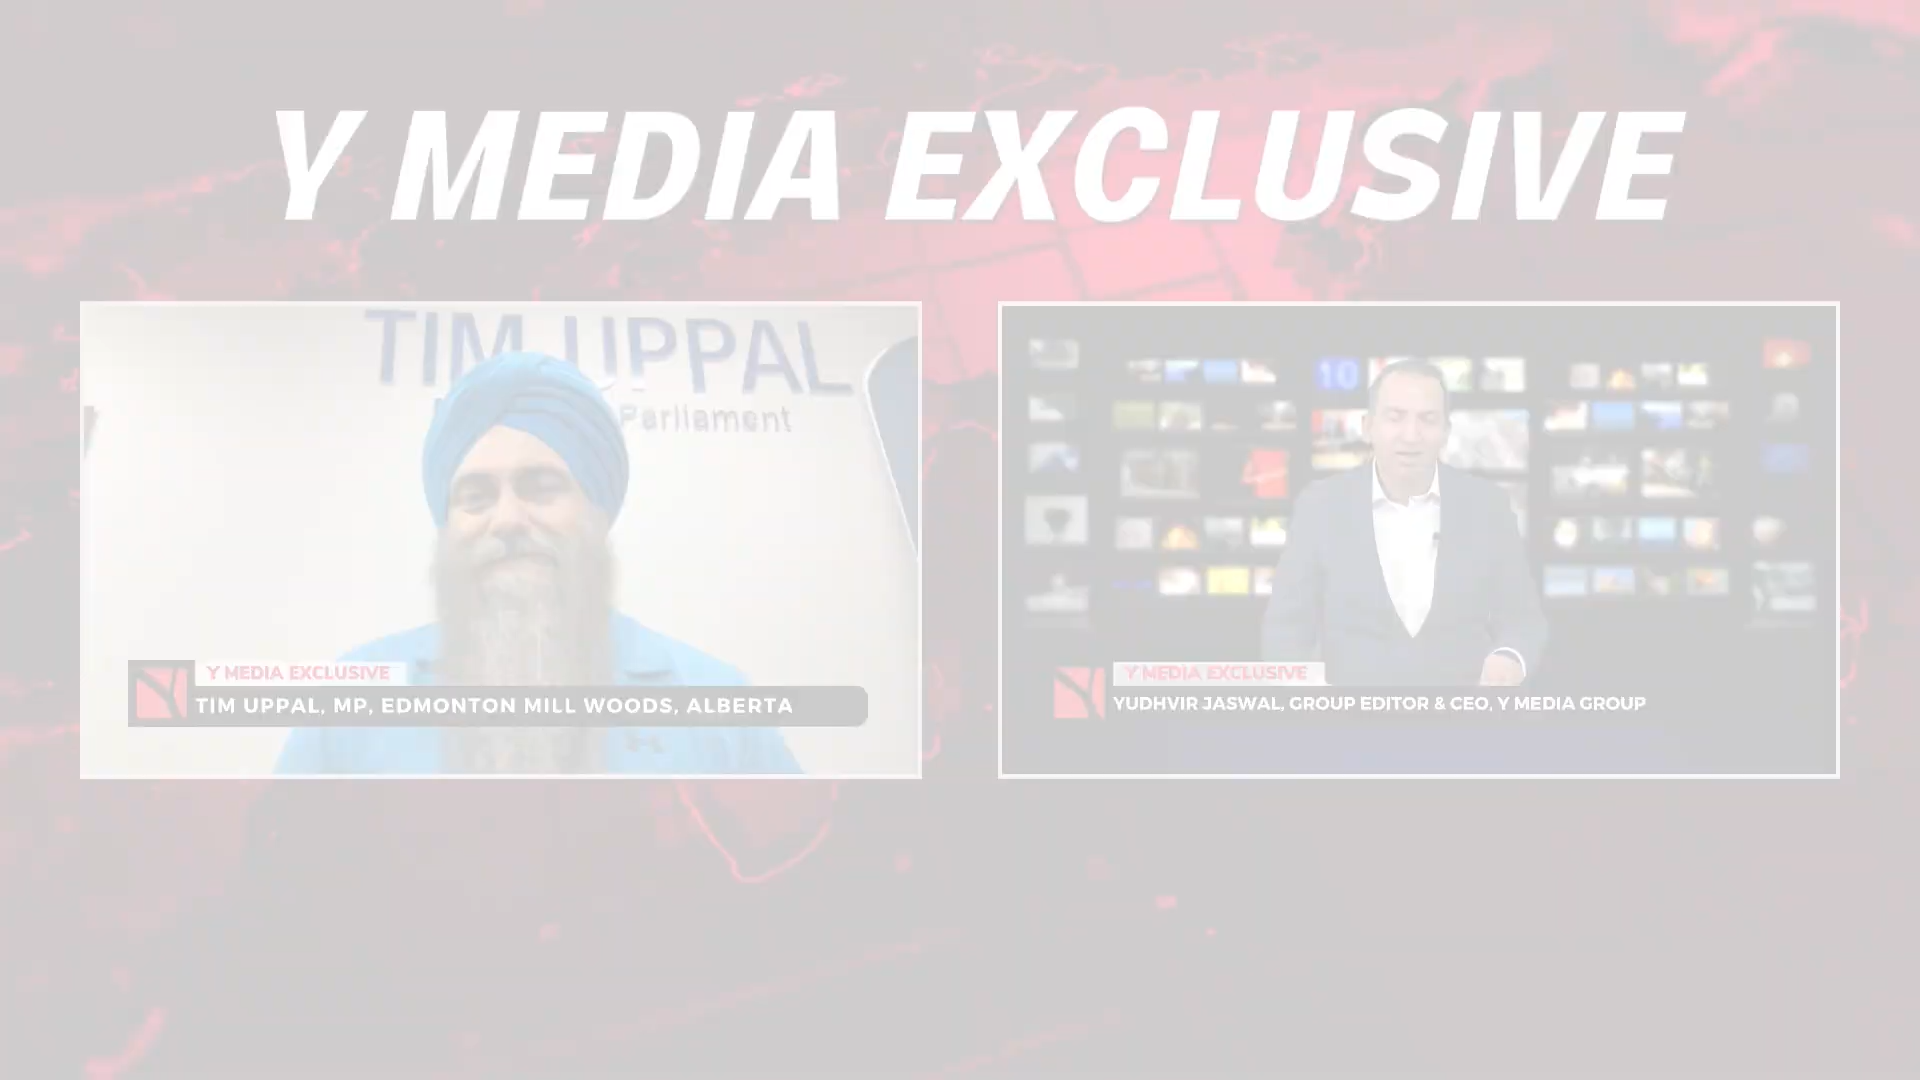 Y MEDIA EXCLUSIVE
TIM UPPAL
Parliament
Y MEDIA EXCLUSIVE
TIM UPPAL, MP, EDMONTON MILL WOODS, ALBERTA
10
Y MEDIA EXCLUSIVE
YUDHVIR JASWAL, GROUP EDITOR & CEO, Y MEDIA GROUP